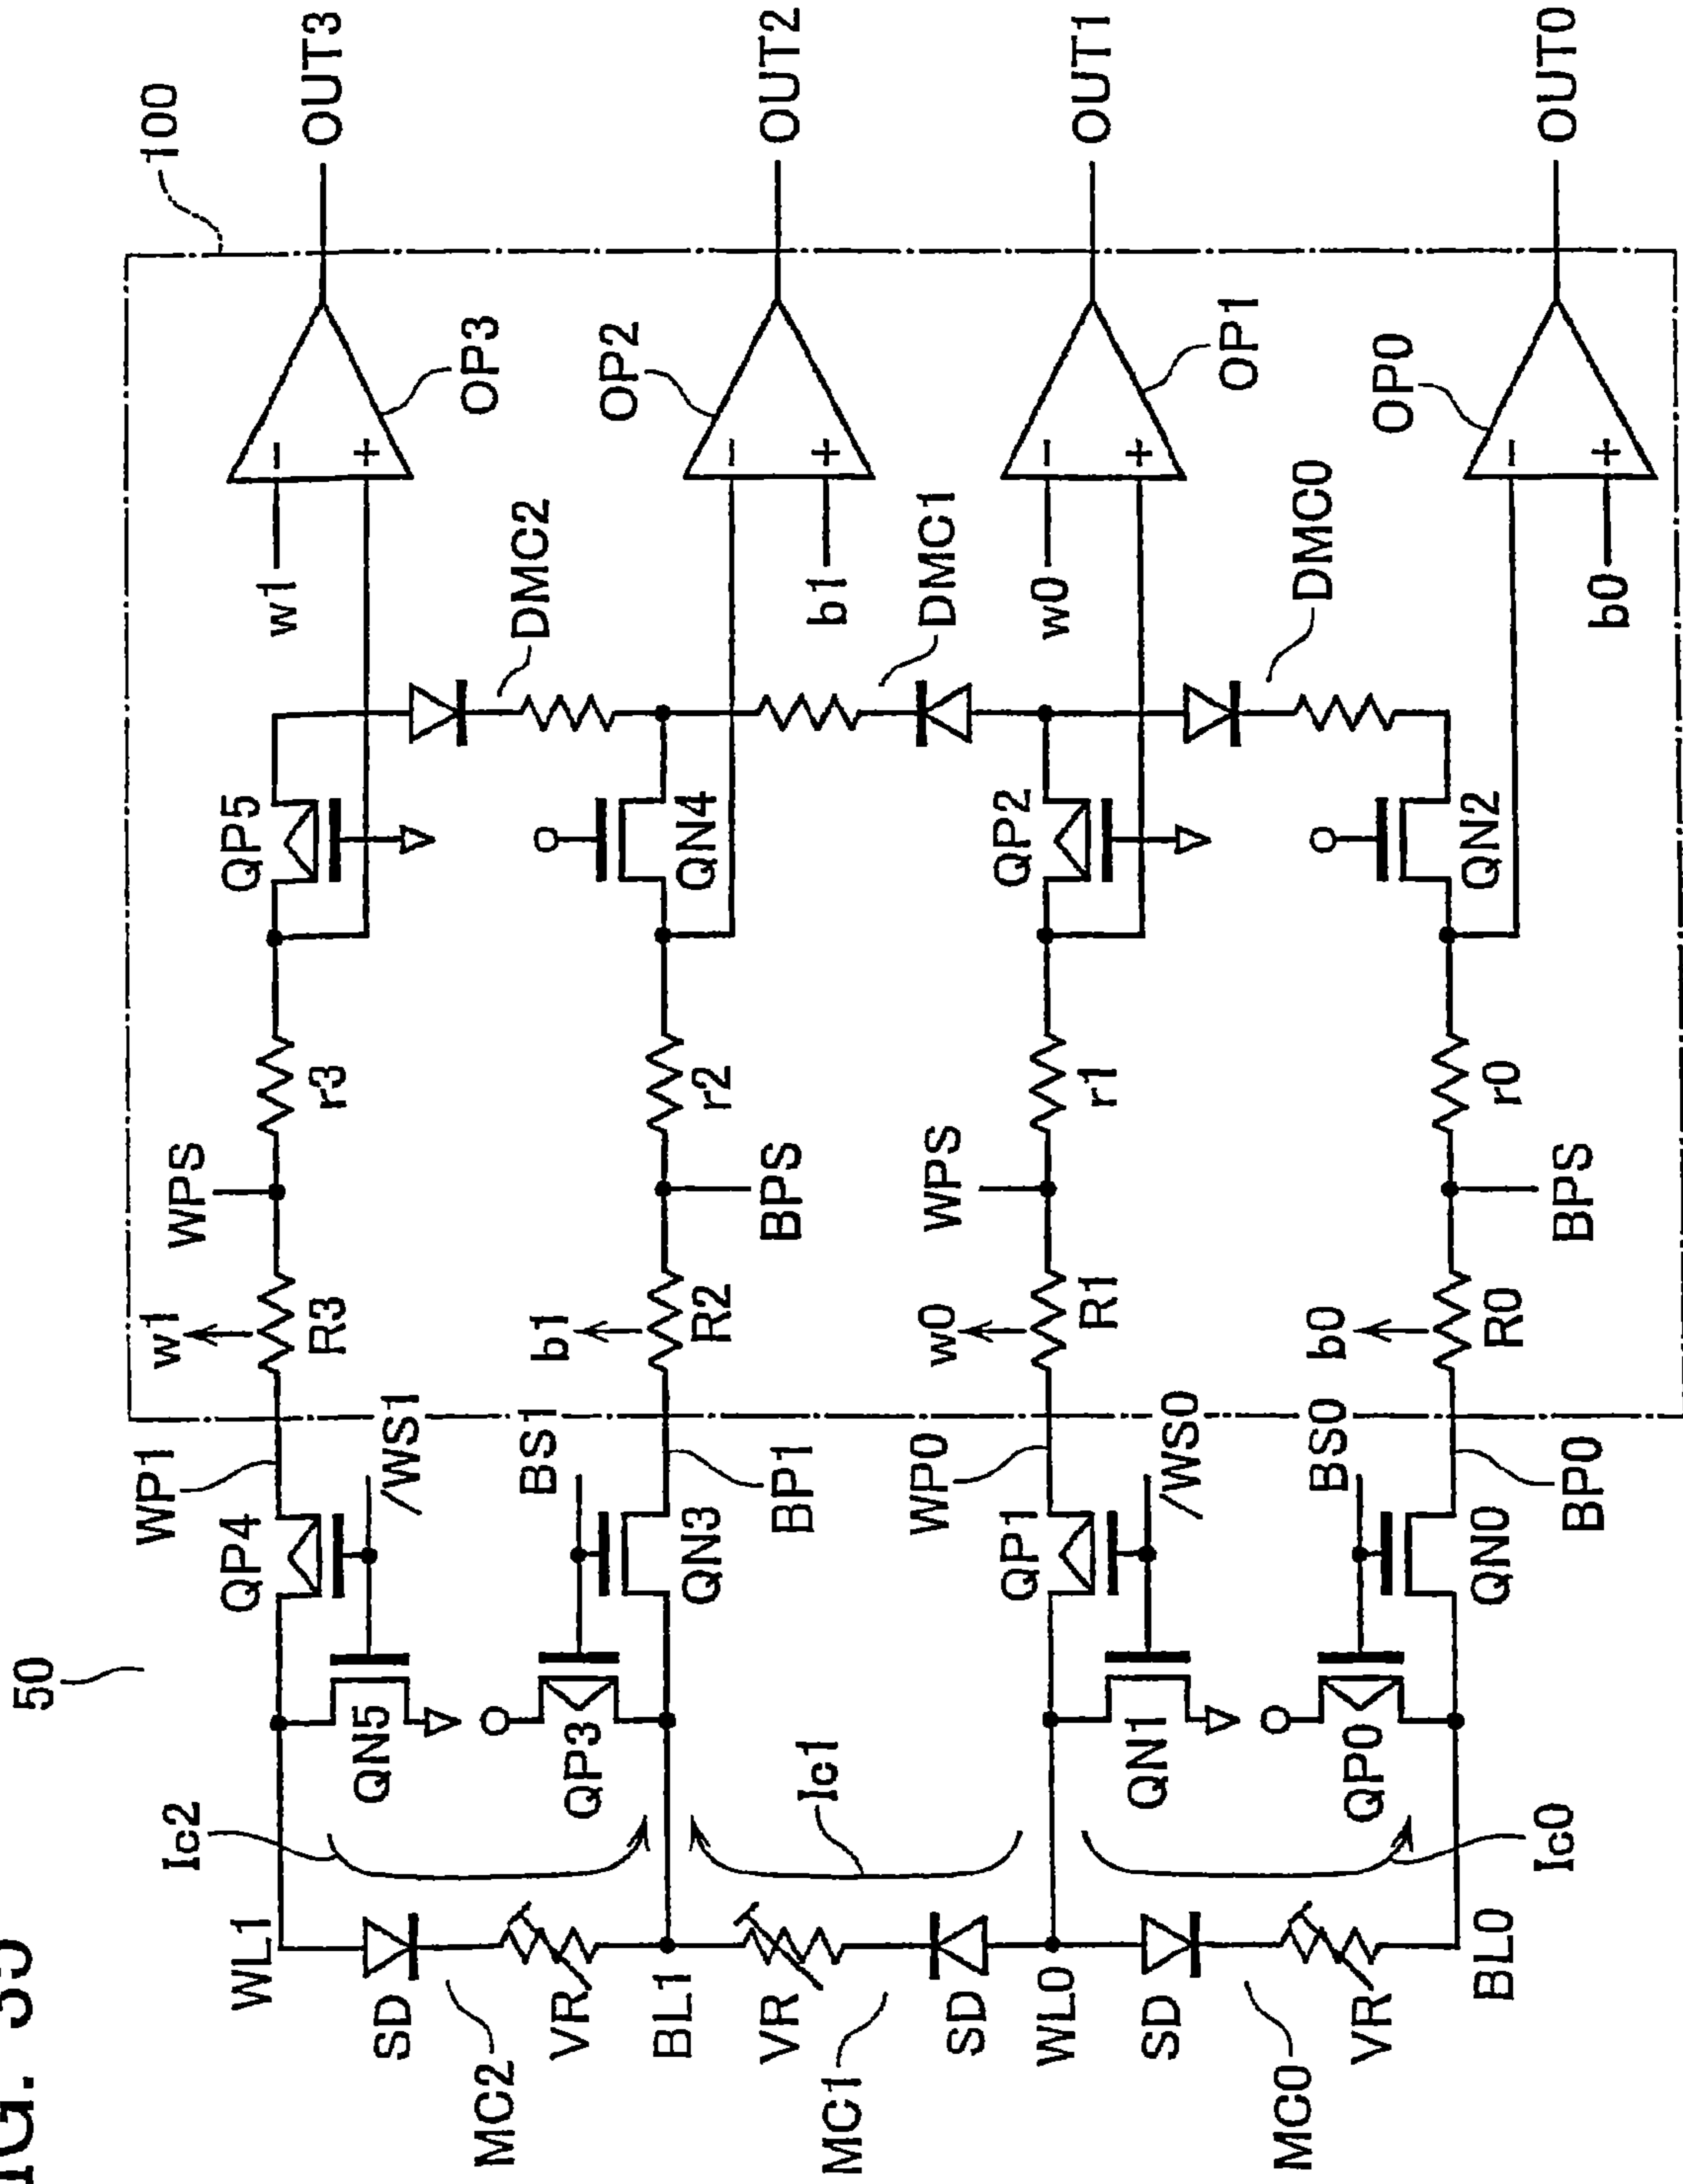 IG. 35
50
100
WL1
Ic2
QP4
WP1
w1
R3
WPS
r3
QP5
w1
−
+
OP3
OUT3
SD
MC2
VR
QN5
/WS1
DMC2
QP3
BS1
b1
BL1
QN3
BP1
R2
BPS
r2
QN4
b1
−
+
OP2
OUT2
VR
MC1
SD
Ic1
DMC1
WL0
QP1
WP0
w0
R1
WPS
r1
QP2
w0
−
+
OP1
OUT1
SD
MC0
VR
QN1
/WS0
DMC0
Ic0
QP0
BS0
b0
BL0
QN0
BP0
R0
BPS
r0
QN2
b0
−
+
OP0
OUT0